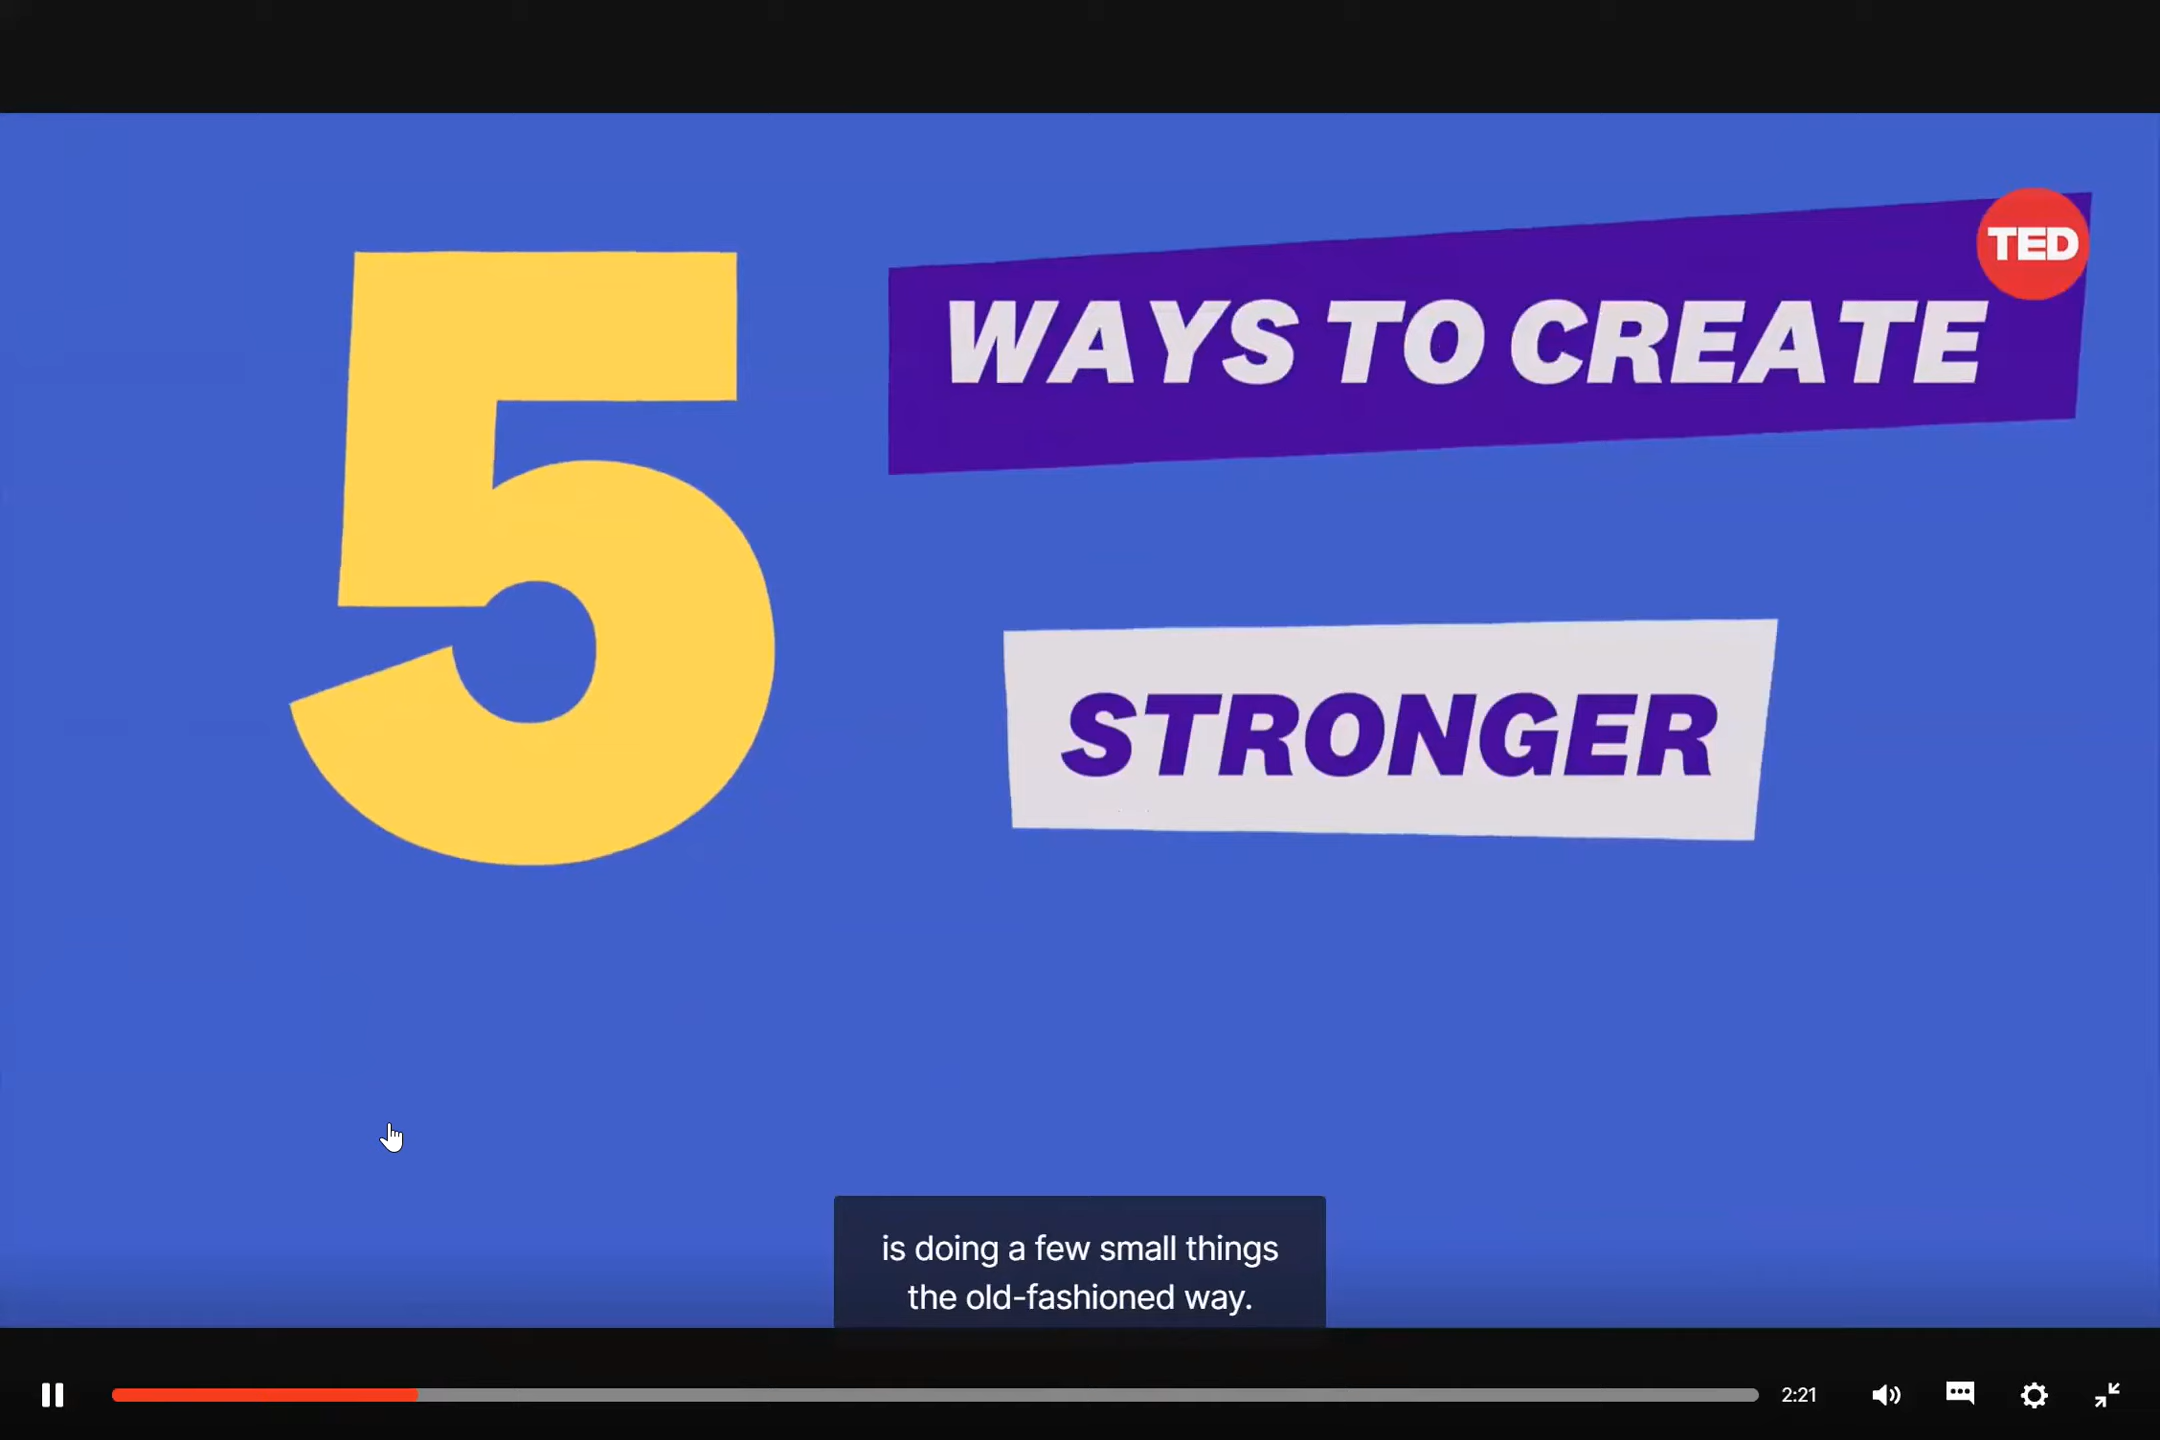 5
WAYS TO CREATE
TED
STRONGER
is doing a few small things
the old-fashioned way.
2:21